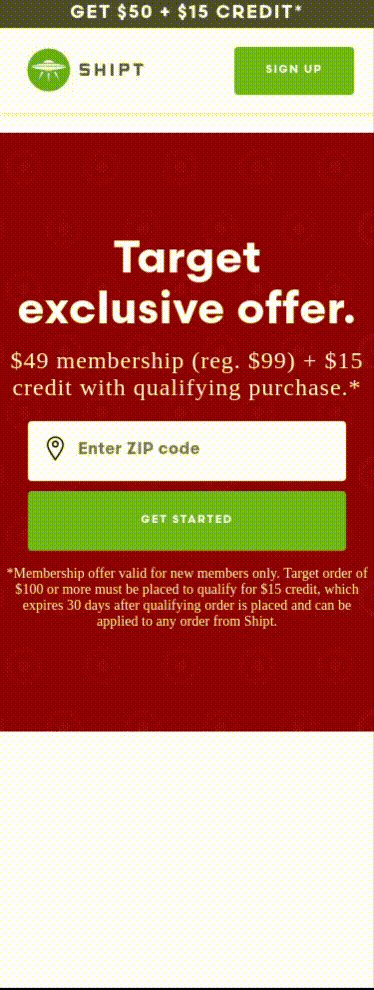 GET $50 + $15 CREDIT*
SHIPT
SIGN UP
Target
exclusive offer.
$49 membership (reg. $99) + $15
credit with qualifying purchase.*
Enter ZIP code
GET STARTED
*Membership offer valid for new members only. Target order of
$100 or more must be placed to qualify for $15 credit, which
expires 30 days after qualifying order is placed and can be
applied to any order from Shipt.